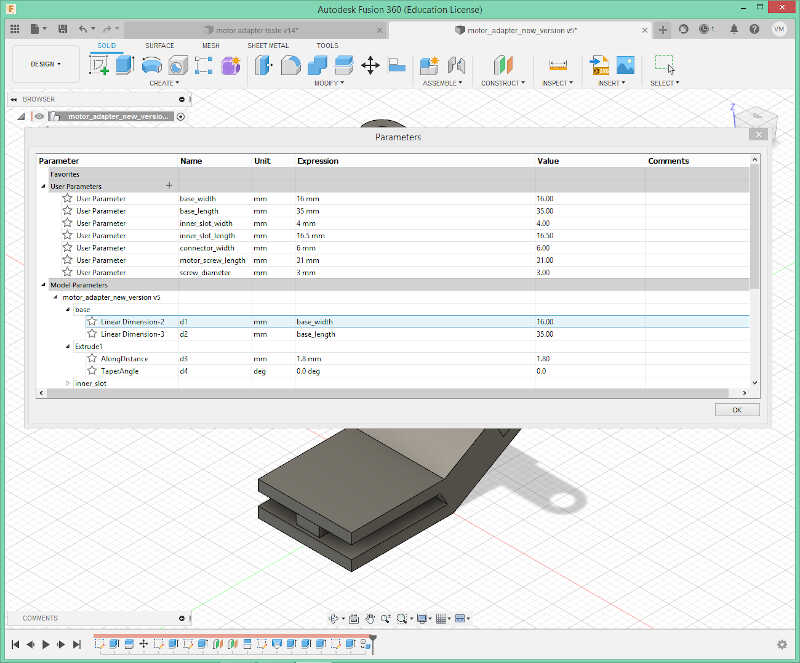 Autodesk Fusion 360 (Education License)
motor adapter teste v14*
motor_adapter_new_version v5*
VM
SOLID SURFACE MESH SHEET METAL TOOLS
DESIGN
CREATE MODIFY ASSEMBLE CONSTRUCT INSPECT INSERT SELECT
BROWSER
motor_adapter_new_versio...
Z
Parameters
Parameter Name Unit Expression Value Comments
Favorites
User Parameters +
User Parameter base_width mm 16 mm 16.00
User Parameter base_length mm 35 mm 35.00
User Parameter inner_slot_width mm 4 mm 4.00
User Parameter inner_slot_length mm 16.5 mm 16.50
User Parameter connector_width mm 6 mm 6.00
User Parameter motor_screw_length mm 31 mm 31.00
User Parameter screw_diameter mm 3 mm 3.00
Model Parameters
motor_adapter_new_version v5
base
Linear Dimension-2 d1 mm base_width 16.00
Linear Dimension-3 d2 mm base_length 35.00
Extrude1
AlongDistance d3 mm 1.8 mm 1.80
TaperAngle d4 deg 0.0 deg 0.0
inner_slot
OK
COMMENTS